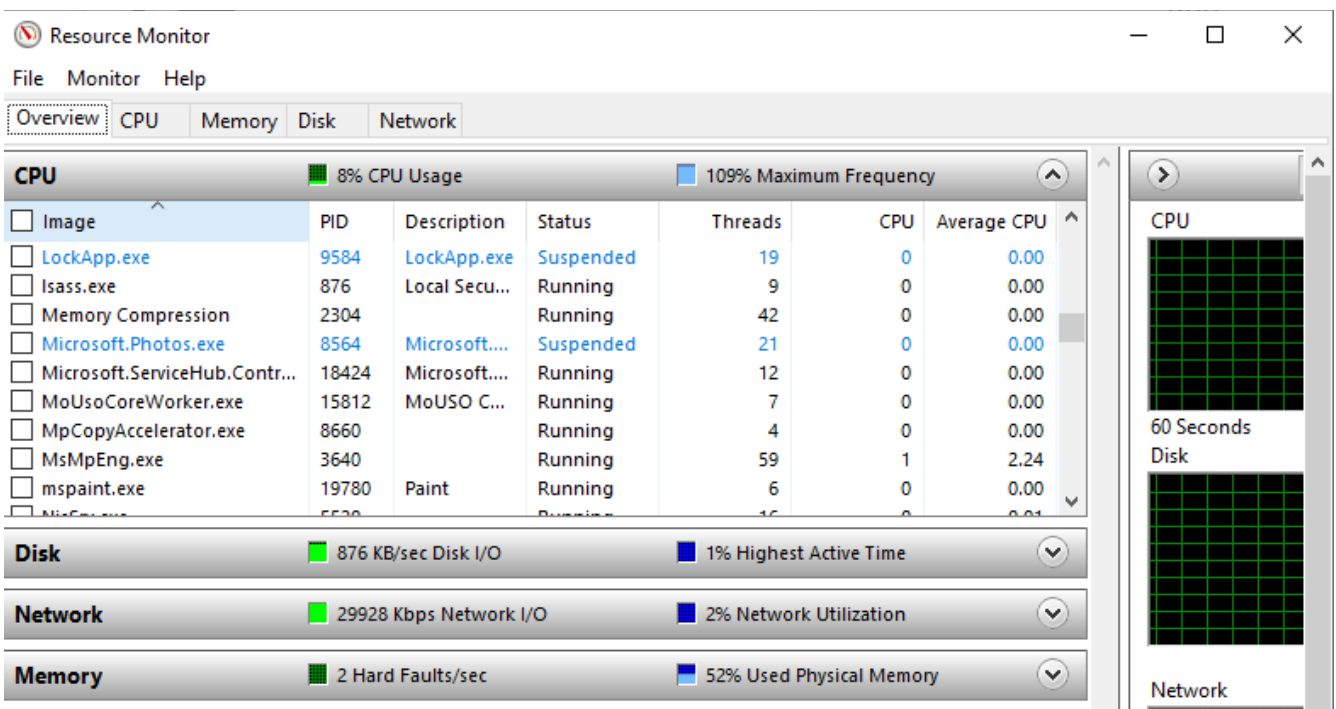 Resource Monitor
File Monitor Help
Overview CPU Memory Disk Network
CPU 8% CPU Usage 109% Maximum Frequency
Image PID Description Status Threads CPU Average CPU
LockApp.exe 9584 LockApp.exe Suspended 19 0 0.00
lsass.exe 876 Local Secu... Running 9 0 0.00
Memory Compression 2304 Running 42 0 0.00
Microsoft.Photos.exe 8564 Microsoft.... Suspended 21 0 0.00
Microsoft.ServiceHub.Contr... 18424 Microsoft.... Running 12 0 0.00
MoUsoCoreWorker.exe 15812 MoUSO C... Running 7 0 0.00
MpCopyAccelerator.exe 8660 Running 4 0 0.00
MsMpEng.exe 3640 Running 59 1 2.24
mspaint.exe 19780 Paint Running 6 0 0.00
Disk 876 KB/sec Disk I/O 1% Highest Active Time
Network 29928 Kbps Network I/O 2% Network Utilization
Memory 2 Hard Faults/sec 52% Used Physical Memory
CPU
60 Seconds
Disk
Network